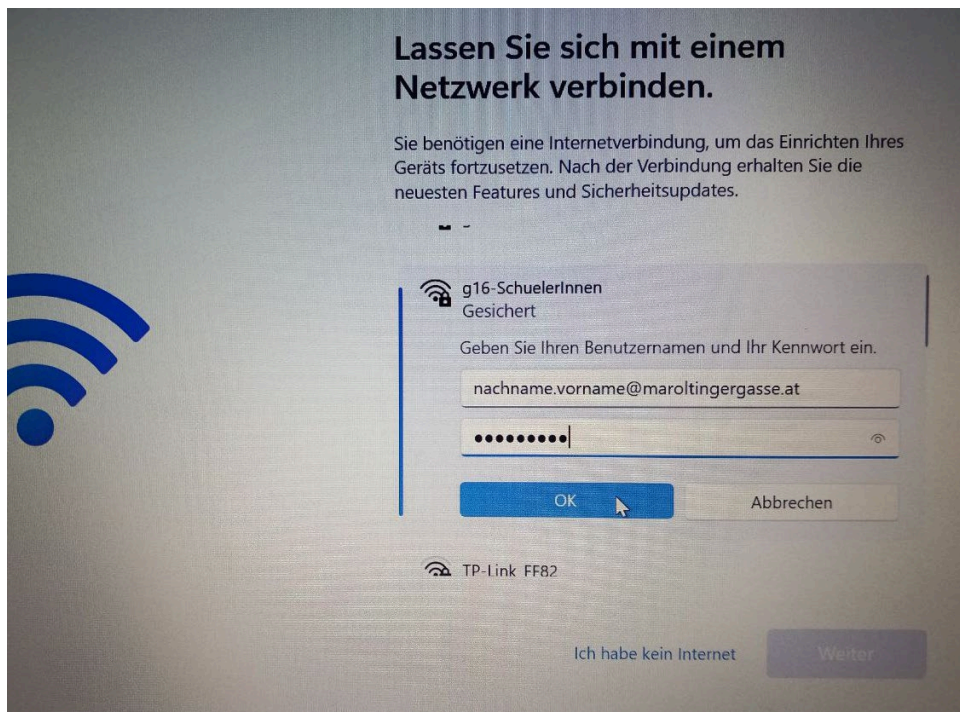 Lassen Sie sich mit einem
Netzwerk verbinden.
Sie benötigen eine Internetverbindung, um das Einrichten Ihres
Geräts fortzusetzen. Nach der Verbindung erhalten Sie die
neuesten Features und Sicherheitsupdates.
g16-SchuelerInnen
Gesichert
Geben Sie Ihren Benutzernamen und Ihr Kennwort ein.
nachname.vorname@maroltingergasse.at
•••••••••
OK Abbrechen
TP-Link FF82
Ich habe kein Internet Weiter